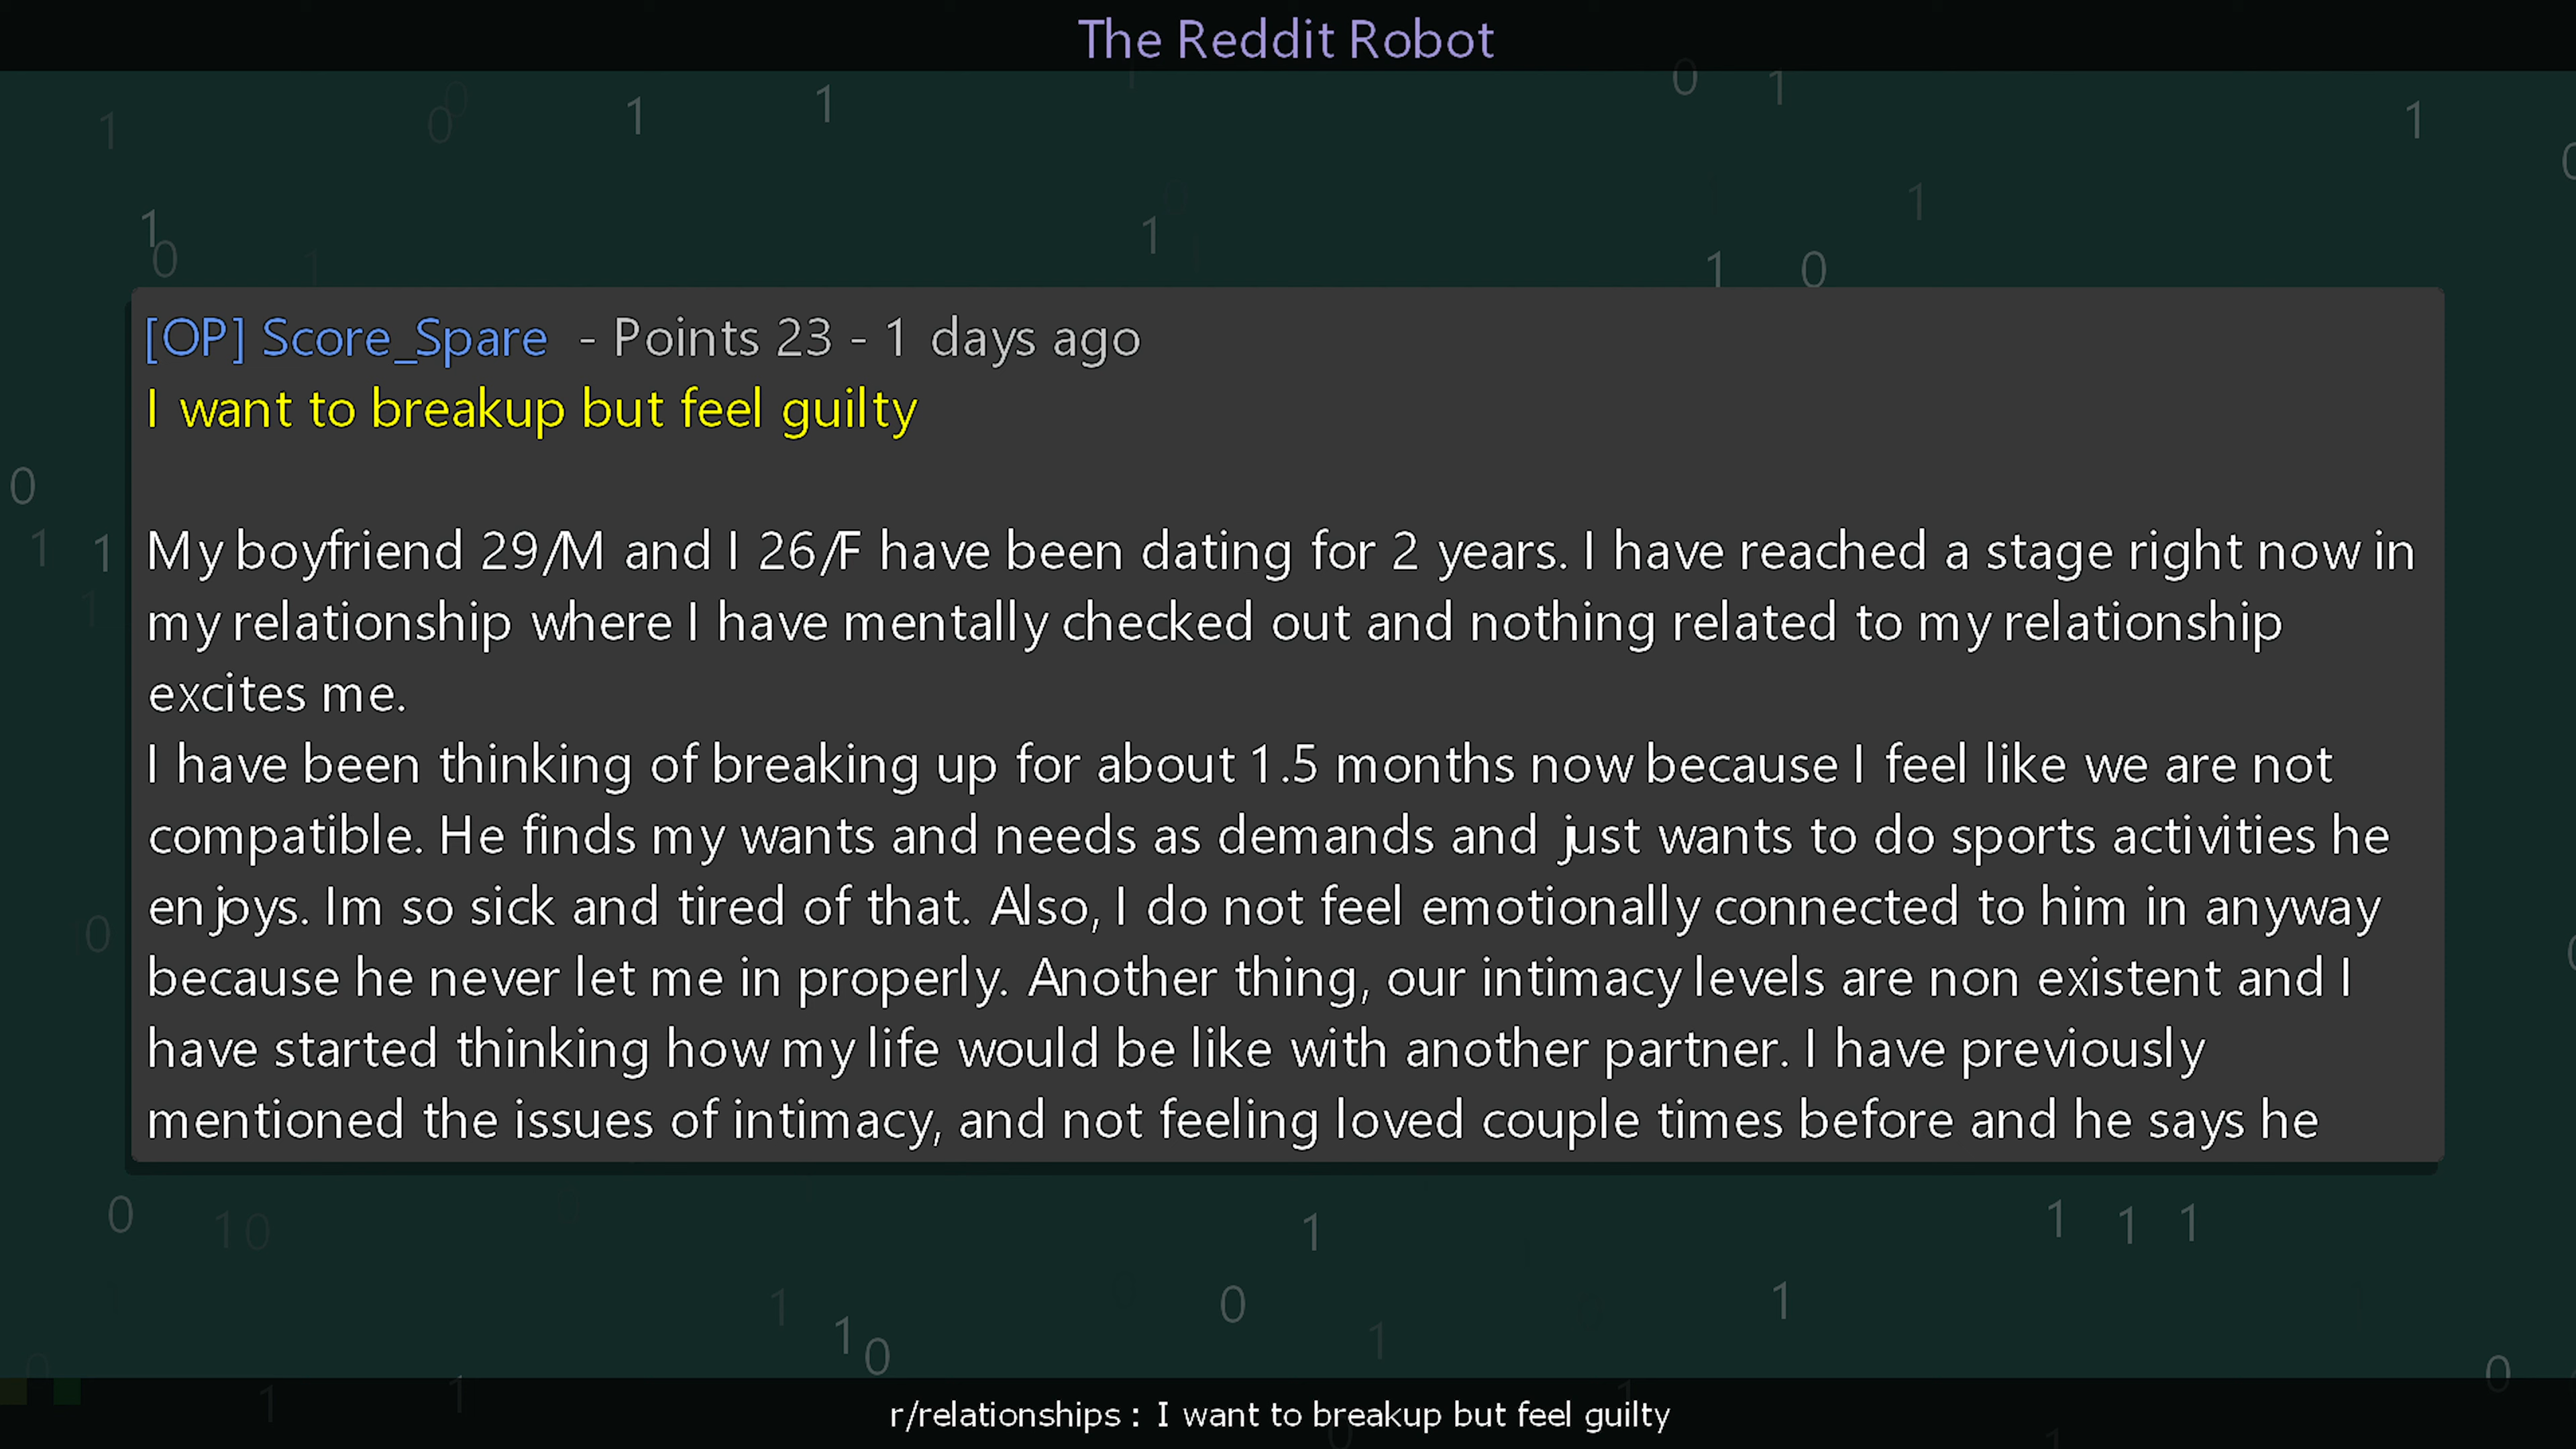 The Reddit Robot
[OP] Score_Spare - Points 23 - 1 days ago
I want to breakup but feel guilty
My boyfriend 29/M and I 26/F have been dating for 2 years. I have reached a stage right now in
my relationship where I have mentally checked out and nothing related to my relationship
excites me.
I have been thinking of breaking up for about 1.5 months now because I feel like we are not
compatible. He finds my wants and needs as demands and just wants to do sports activities he
enjoys. Im so sick and tired of that. Also, I do not feel emotionally connected to him in anyway
because he never let me in properly. Another thing, our intimacy levels are non existent and I
have started thinking how my life would be like with another partner. I have previously
mentioned the issues of intimacy, and not feeling loved couple times before and he says he
r/relationships : I want to breakup but feel guilty